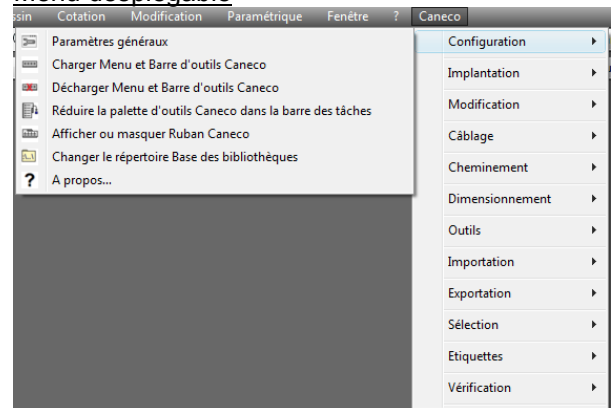 Menu desplegable
ssin Cotation Modification Paramétrique Fenêtre ? Caneco
Paramètres généraux
Charger Menu et Barre d'outils Caneco
Décharger Menu et Barre d'outils Caneco
Réduire la palette d'outils Caneco dans la barre des tâches
Afficher ou masquer Ruban Caneco
Changer le répertoire Base des bibliothèques
? A propos...
Configuration
Implantation
Modification
Câblage
Cheminement
Dimensionnement
Outils
Importation
Exportation
Sélection
Etiquettes
Vérification